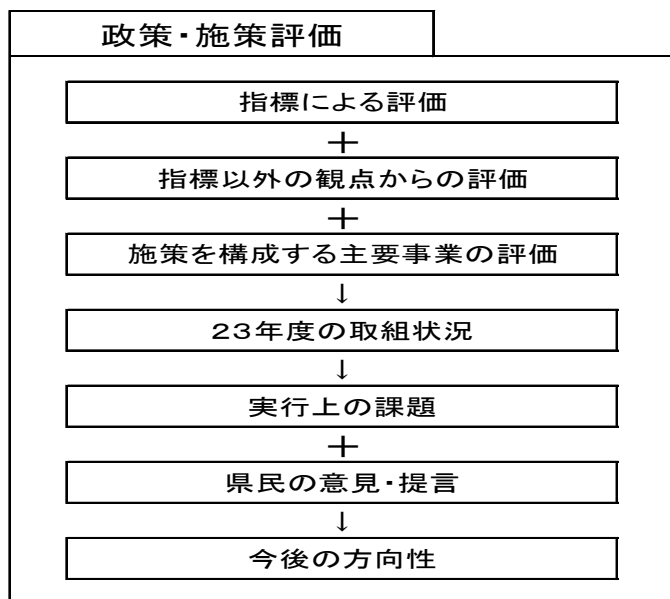 政策・施策評価
指標による評価
＋
指標以外の観点からの評価
＋
施策を構成する主要事業の評価
↓
23年度の取組状況
↓
実行上の課題
＋
県民の意見・提言
↓
今後の方向性